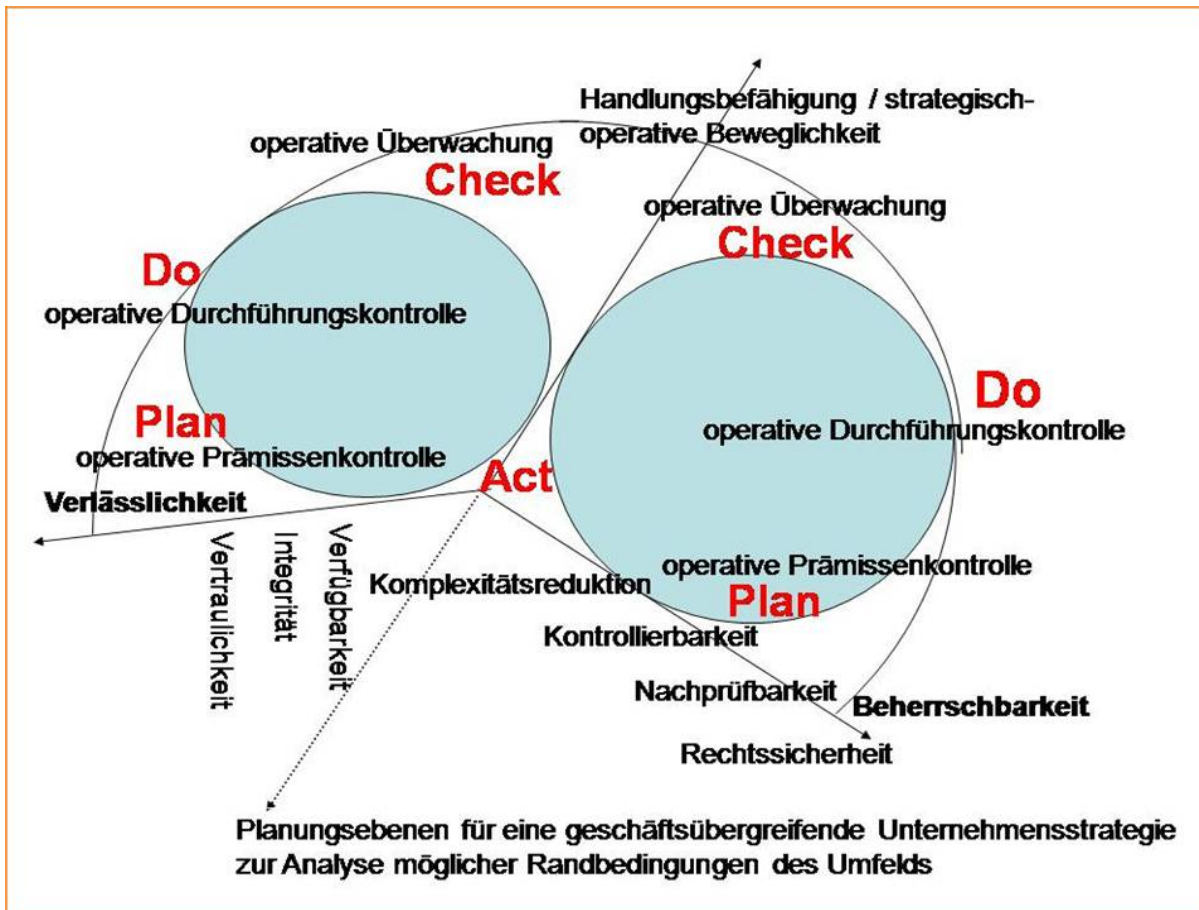 Handlungsbefähigung / strategisch-
operative Beweglichkeit
operative Überwachung
Check
operative Überwachung
Check
Do
operative Durchführungskontrolle
Do
operative Durchführungskontrolle
Plan
operative Prämissenkontrolle
Act
Verlässlichkeit
Vertraulichkeit
Integrität
Verfügbarkeit
operative Prämissenkontrolle
Plan
Komplexitätsreduktion
Kontrollierbarkeit
Nachprüfbarkeit
Beherrschbarkeit
Rechtssicherheit
Planungsebenen für eine geschäftsübergreifende Unternehmensstrategie
zur Analyse möglicher Randbedingungen des Umfelds